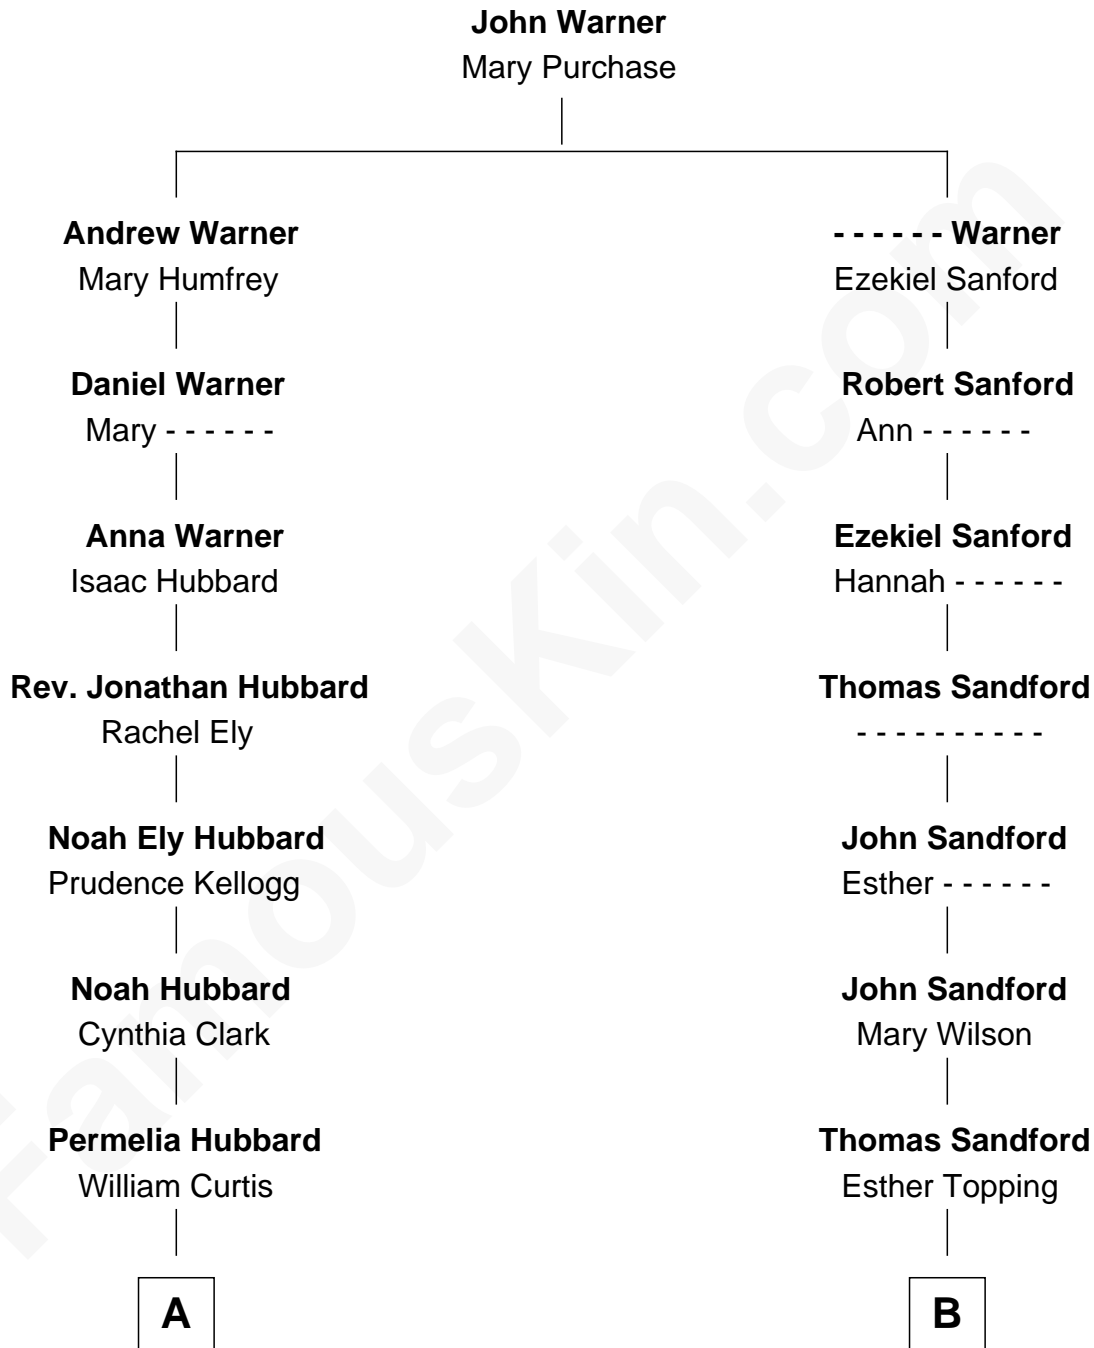 John Warner
Mary Purchase
Andrew Warner
Mary Humfrey
- - - - - - Warner
Ezekiel Sanford
Daniel Warner
Mary - - - - - -
Robert Sanford
Ann - - - - - -
Anna Warner
Isaac Hubbard
Ezekiel Sanford
Hannah - - - - - -
Rev. Jonathan Hubbard
Rachel Ely
Thomas Sandford
- - - - - - - - - -
Noah Ely Hubbard
Prudence Kellogg
John Sandford
Esther - - - - - -
Noah Hubbard
Cynthia Clark
John Sandford
Mary Wilson
Permelia Hubbard
William Curtis
Thomas Sandford
Esther Topping
A
B
FamousKin.com